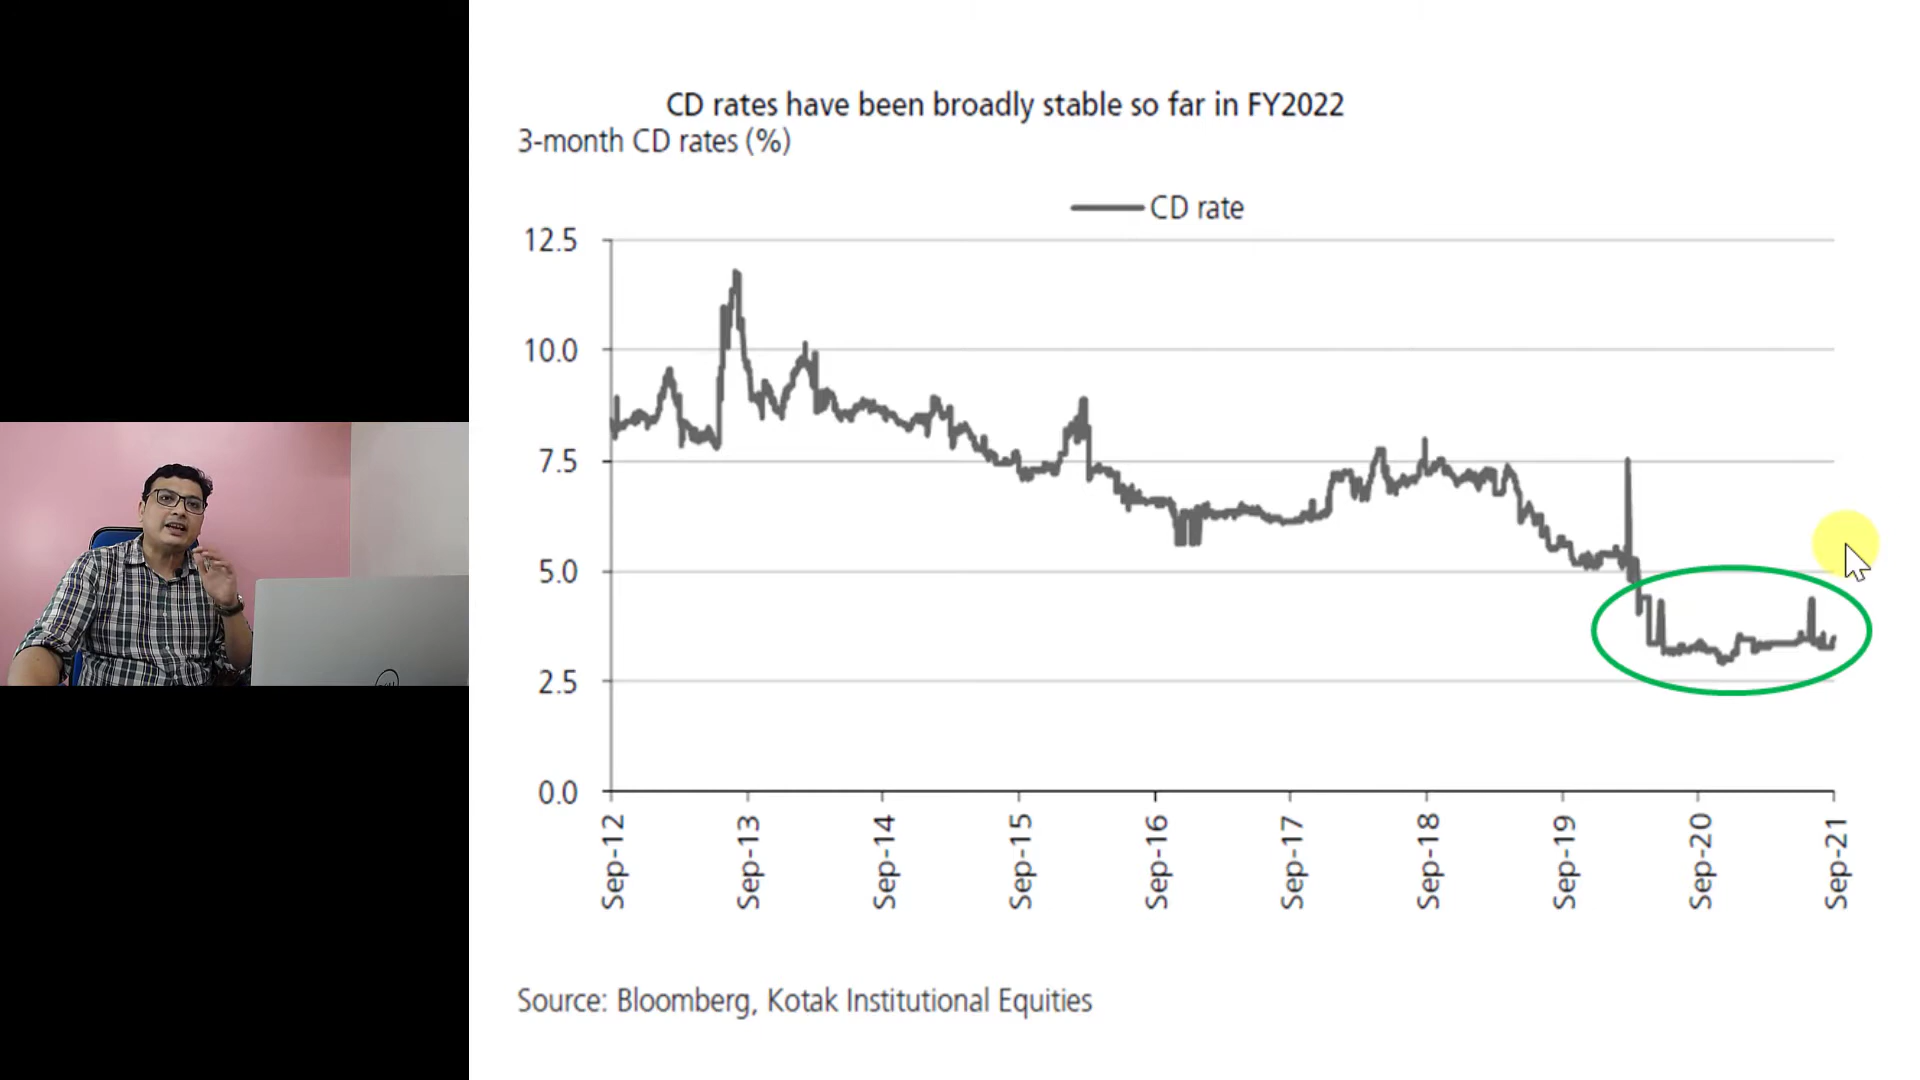 CD rates have been broadly stable so far in FY2022
3-month CD rates (%)
CD rate
12.5
10.0
7.5
5.0
2.5
0.0
Sep-12
Sep-13
Sep-14
Sep-15
Sep-16
Sep-17
Sep-18
Sep-19
Sep-20
Sep-21
Source: Bloomberg, Kotak Institutional Equities